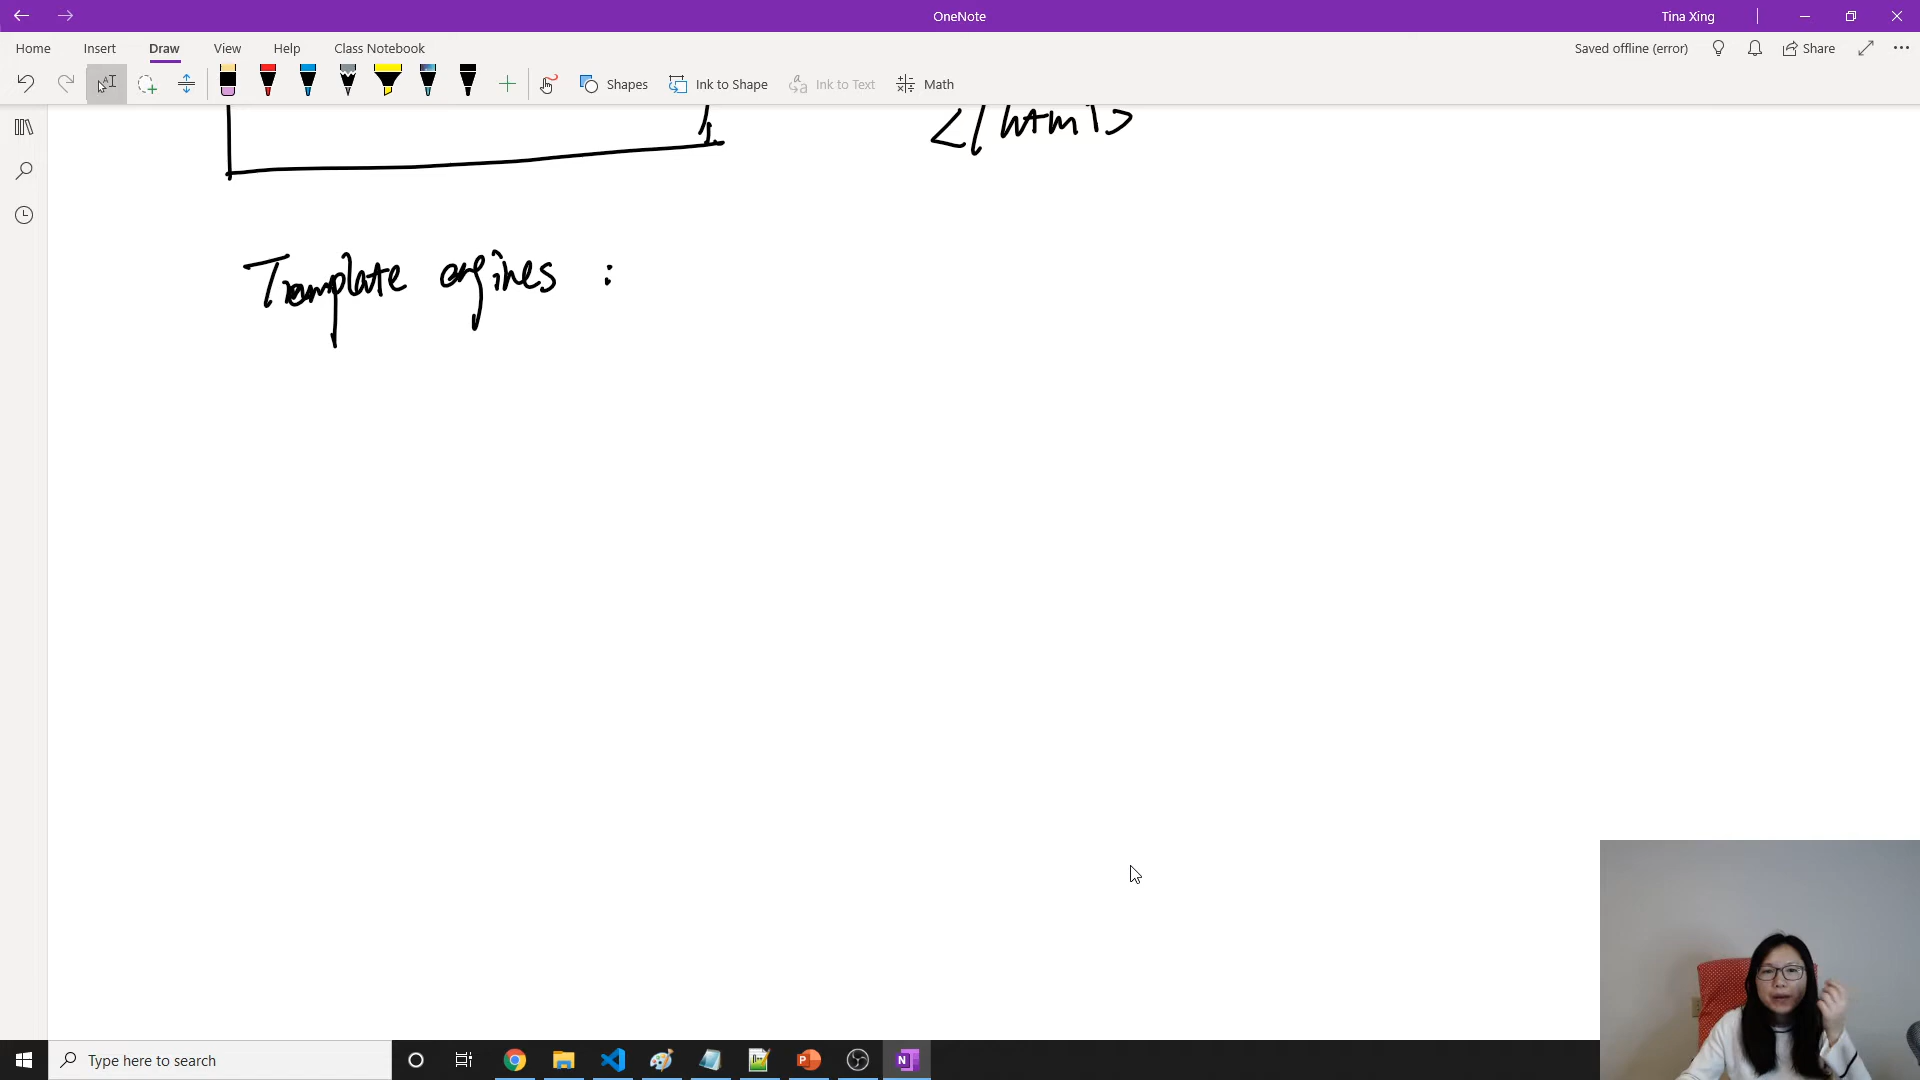 OneNote
Tina Xing
Home Insert Draw View Help Class Notebook
Saved offline (error)
Share
Shapes
Ink to Shape
Ink to Text
Math
</html>
Template engines :
Type here to search